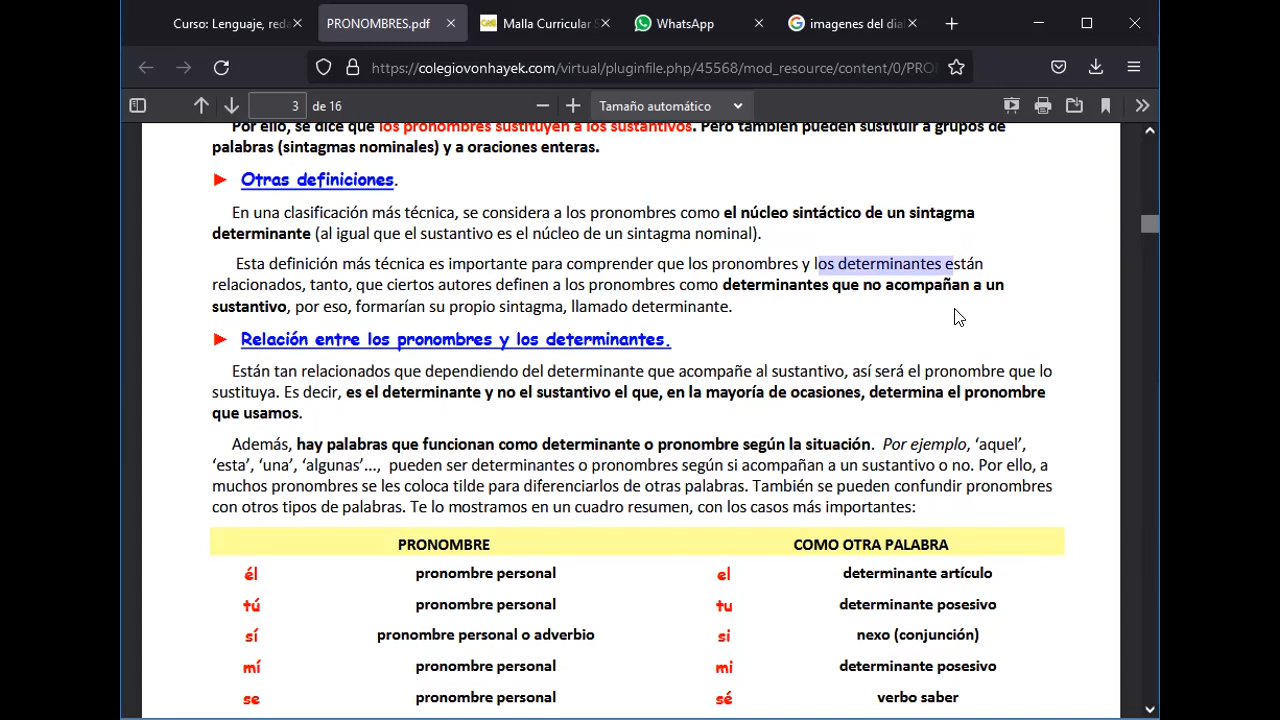 Curso: Lenguaje, reda
PRONOMBRES.pdf
Malla Curricular
WhatsApp
imagenes del dia
https://colegiovonhayek.com/virtual/pluginfile.php/45568/mod_resource/content/0/PRO
3 de 16
Tamaño automático
Por ello, se dice que los pronombres sustituyen a los sustantivos. Pero también pueden sustituir a grupos de
palabras (sintagmas nominales) y a oraciones enteras.
► Otras definiciones.
En una clasificación más técnica, se considera a los pronombres como el núcleo sintáctico de un sintagma
determinante (al igual que el sustantivo es el núcleo de un sintagma nominal).
Esta definición más técnica es importante para comprender que los pronombres y los determinantes están
relacionados, tanto, que ciertos autores definen a los pronombres como determinantes que no acompañan a un
sustantivo, por eso, formarían su propio sintagma, llamado determinante.
► Relación entre los pronombres y los determinantes.
Están tan relacionados que dependiendo del determinante que acompañe al sustantivo, así será el pronombre que lo
sustituya. Es decir, es el determinante y no el sustantivo el que, en la mayoría de ocasiones, determina el pronombre
que usamos.
Además, hay palabras que funcionan como determinante o pronombre según la situación. Por ejemplo, ‘aquel’,
‘esta’, ‘una’, ‘algunas’..., pueden ser determinantes o pronombres según si acompañan a un sustantivo o no. Por ello, a
muchos pronombres se les coloca tilde para diferenciarlos de otras palabras. También se pueden confundir pronombres
con otros tipos de palabras. Te lo mostramos en un cuadro resumen, con los casos más importantes:
PRONOMBRE COMO OTRA PALABRA
él pronombre personal el determinante artículo
tú pronombre personal tu determinante posesivo
sí pronombre personal o adverbio si nexo (conjunción)
mí pronombre personal mi determinante posesivo
se pronombre personal sé verbo saber